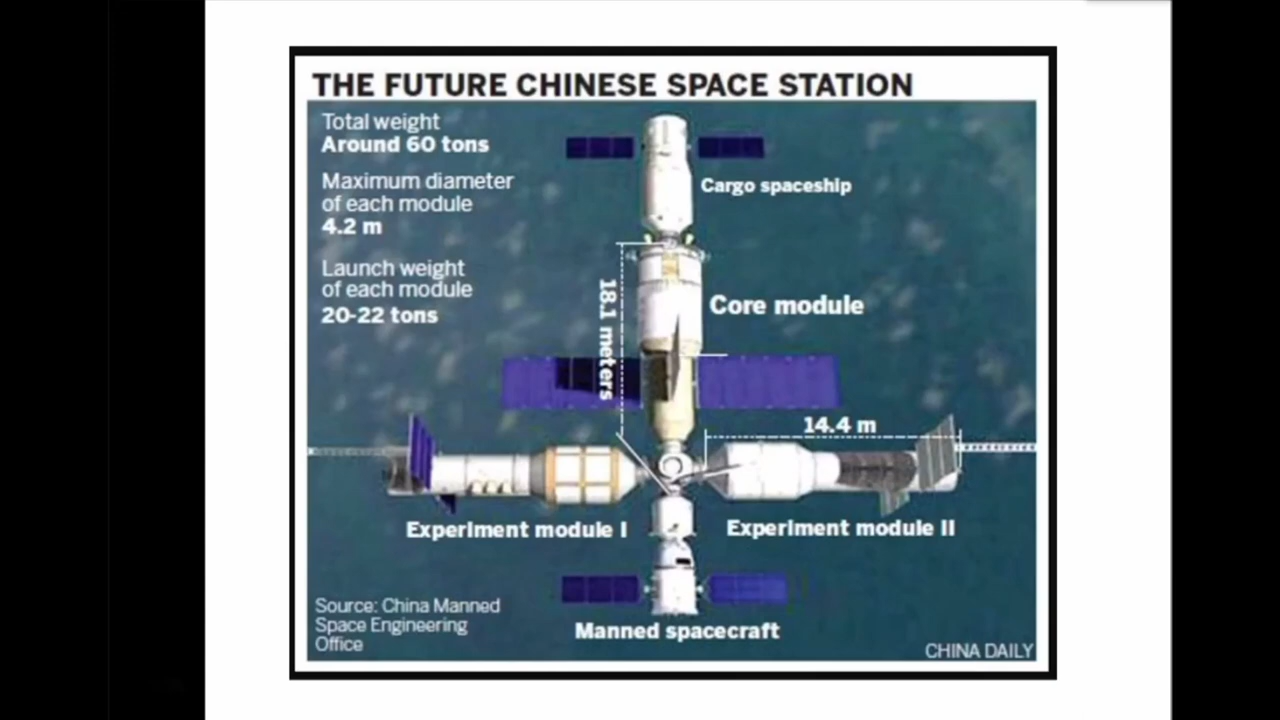 THE FUTURE CHINESE SPACE STATION
Total weight
Around 60 tons
Maximum diameter
of each module
4.2 m
Launch weight
of each module
20-22 tons
Cargo spaceship
18.1 meters
Core module
14.4 m
Experiment module I
Experiment module II
Manned spacecraft
Source: China Manned
Space Engineering
Office
CHINA DAILY